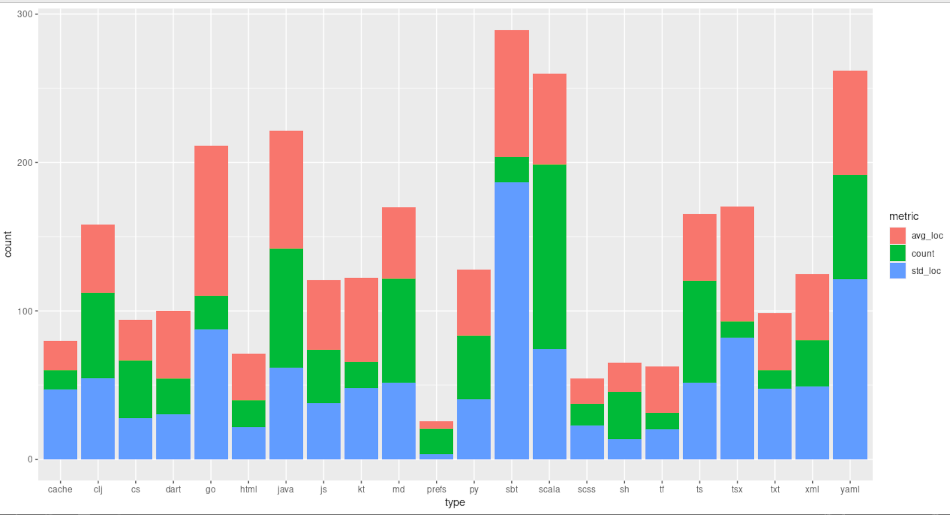 300
200
100
0
count
cache clj cs dart go html java js kt md prefs py sbt scala scss sh tf ts tsx txt xml yaml
type
metric
avg_loc
count
std_loc